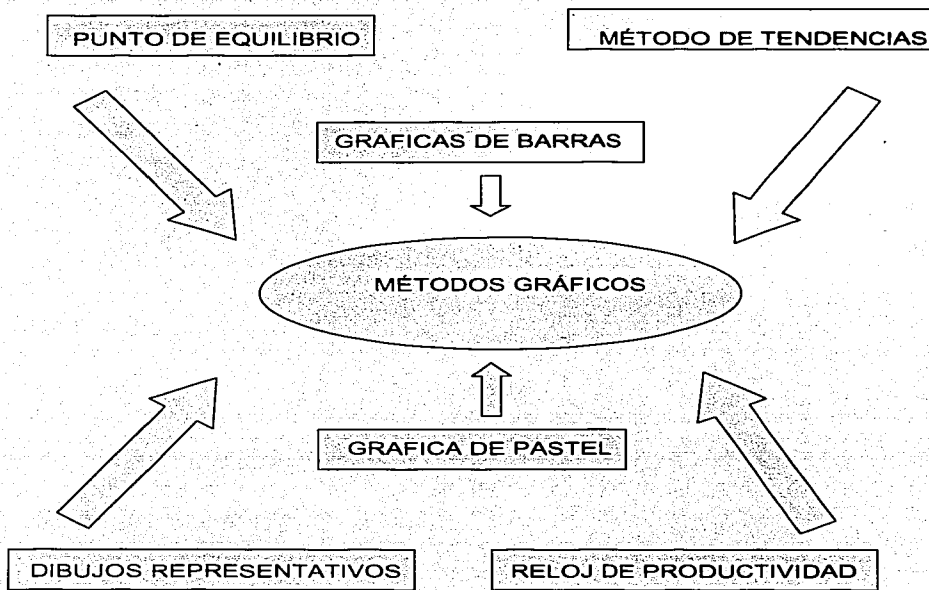 PUNTO DE EQUILIBRIO
MÉTODO DE TENDENCIAS
GRAFICAS DE BARRAS
MÉTODOS GRÁFICOS
GRAFICA DE PASTEL
DIBUJOS REPRESENTATIVOS
RELOJ DE PRODUCTIVIDAD